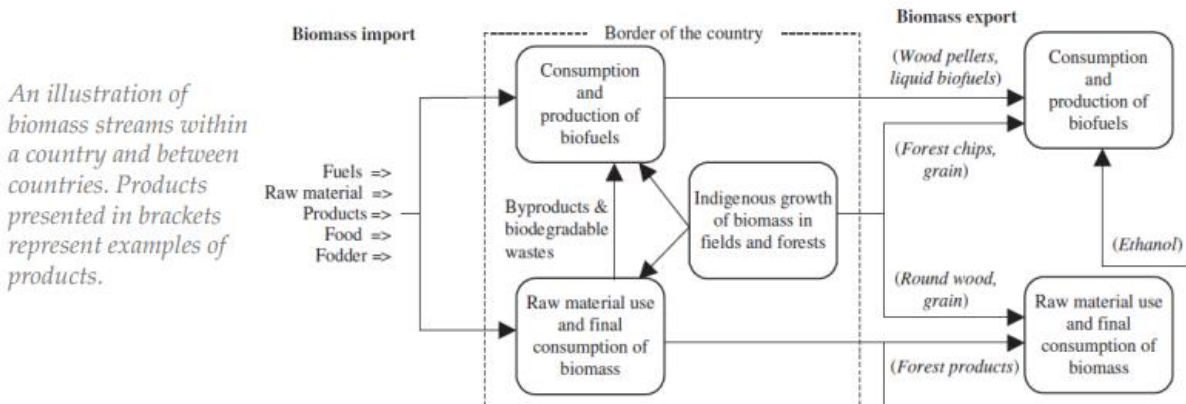 An illustration of
biomass streams within
a country and between
countries. Products
presented in brackets
represent examples of
products.
Biomass import
Fuels =>
Raw material =>
Products =>
Food =>
Fodder =>
Border of the country
Consumption
and
production of
biofuels
Byproducts &
biodegradable
wastes
Indigenous growth
of biomass in
fields and forests
Raw material use
and final
consumption of
biomass
Biomass export
(Wood pellets,
liquid biofuels)
(Forest chips,
grain)
(Round wood,
grain)
(Forest products)
Consumption
and
production of
biofuels
(Ethanol)
Raw material use
and final
consumption of
biomass